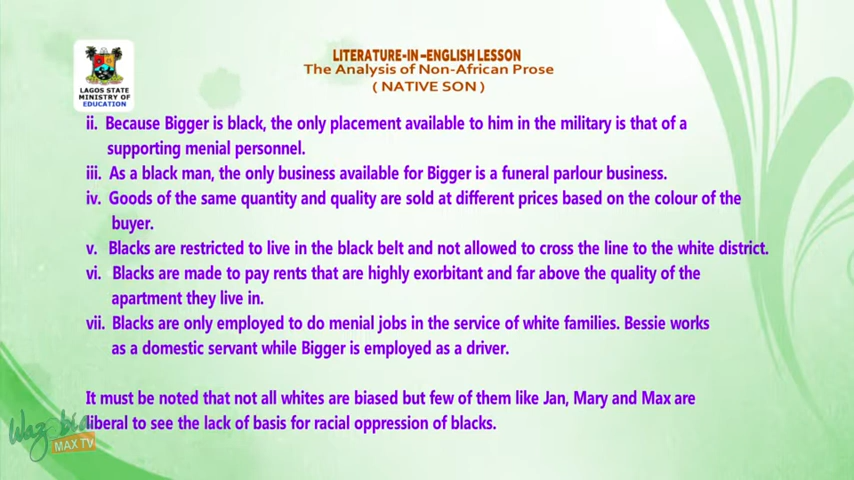 LITERATURE-IN-ENGLISH LESSON
The Analysis of Non-African Prose
( NATIVE SON )
LAGOS STATE
MINISTRY OF
EDUCATION
ii. Because Bigger is black, the only placement available to him in the military is that of a
supporting menial personnel.
iii. As a black man, the only business available for Bigger is a funeral parlour business.
iv. Goods of the same quantity and quality are sold at different prices based on the colour of the
buyer.
v. Blacks are restricted to live in the black belt and not allowed to cross the line to the white district.
vi. Blacks are made to pay rents that are highly exorbitant and far above the quality of the
apartment they live in.
vii. Blacks are only employed to do menial jobs in the service of white families. Bessie works
as a domestic servant while Bigger is employed as a driver.
It must be noted that not all whites are biased but few of them like Jan, Mary and Max are
liberal to see the lack of basis for racial oppression of blacks.
Wazobia
MAX TV